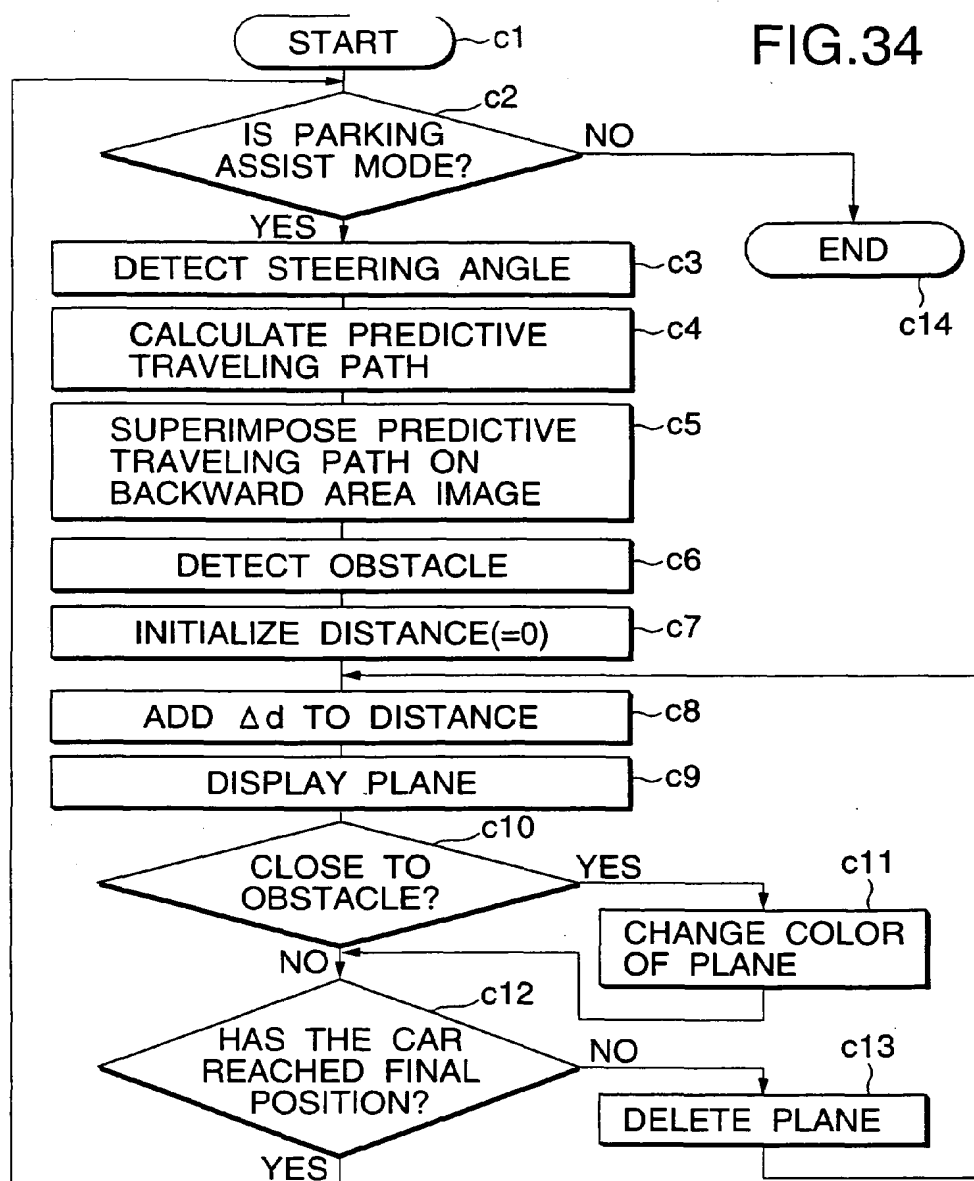 FIG.34
START
c1
c2
IS PARKING
ASSIST MODE?
NO
YES
END
c14
DETECT STEERING ANGLE
c3
CALCULATE PREDICTIVE
TRAVELING PATH
c4
SUPERIMPOSE PREDICTIVE
TRAVELING PATH ON
BACKWARD AREA IMAGE
c5
DETECT OBSTACLE
c6
INITIALIZE DISTANCE(=0)
c7
ADD Δd TO DISTANCE
c8
DISPLAY PLANE
c9
c10
CLOSE TO
OBSTACLE?
YES
c11
CHANGE COLOR
OF PLANE
NO
c12
HAS THE CAR
REACHED FINAL
POSITION?
NO
c13
DELETE PLANE
YES